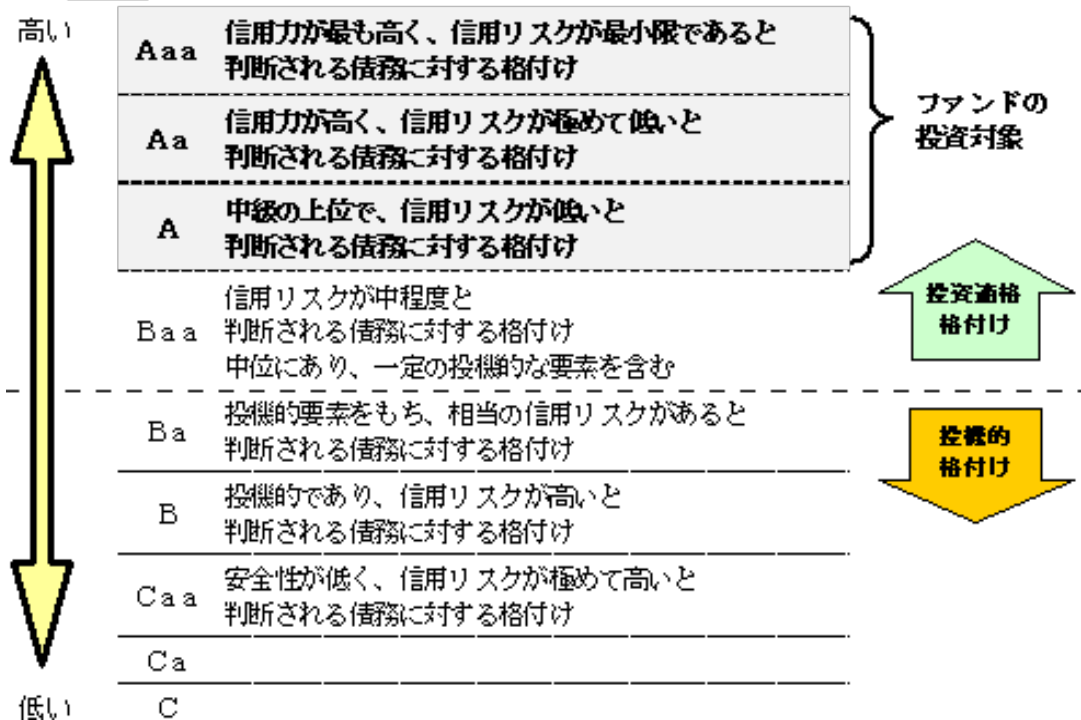 高い
Aaa
信用力が最も高く、信用リスクが最小限であると
判断される債務に対する格付け
Aa
信用力が高く、信用リスクが極めて低いと
判断される債務に対する格付け
A
中級の上位で、信用リスクが低いと
判断される債務に対する格付け
ファンドの
投資対象
Baa
信用リスクが中程度と
判断される債務に対する格付け
中位にあり、一定の投機的な要素を含む
投資適格
格付け
Ba
投機的要素をもち、相当の信用リスクがあると
判断される債務に対する格付け
投機的
格付け
B
投機的であり、信用リスクが高いと
判断される債務に対する格付け
Caa
安全性が低く、信用リスクが極めて高いと
判断される債務に対する格付け
Ca
低い
C